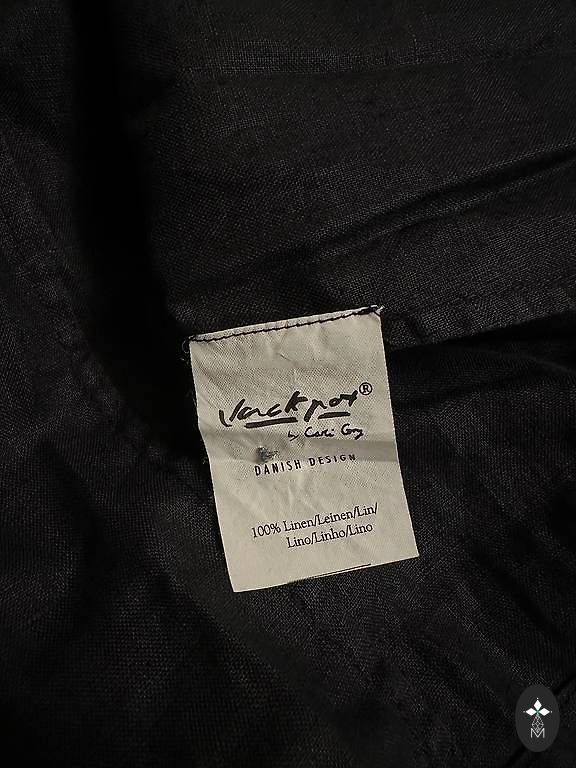 Jackpot®
by Carli Gry
DANISH DESIGN
100% Linen/Leinen/Lin/
Lino/Linho/Lino